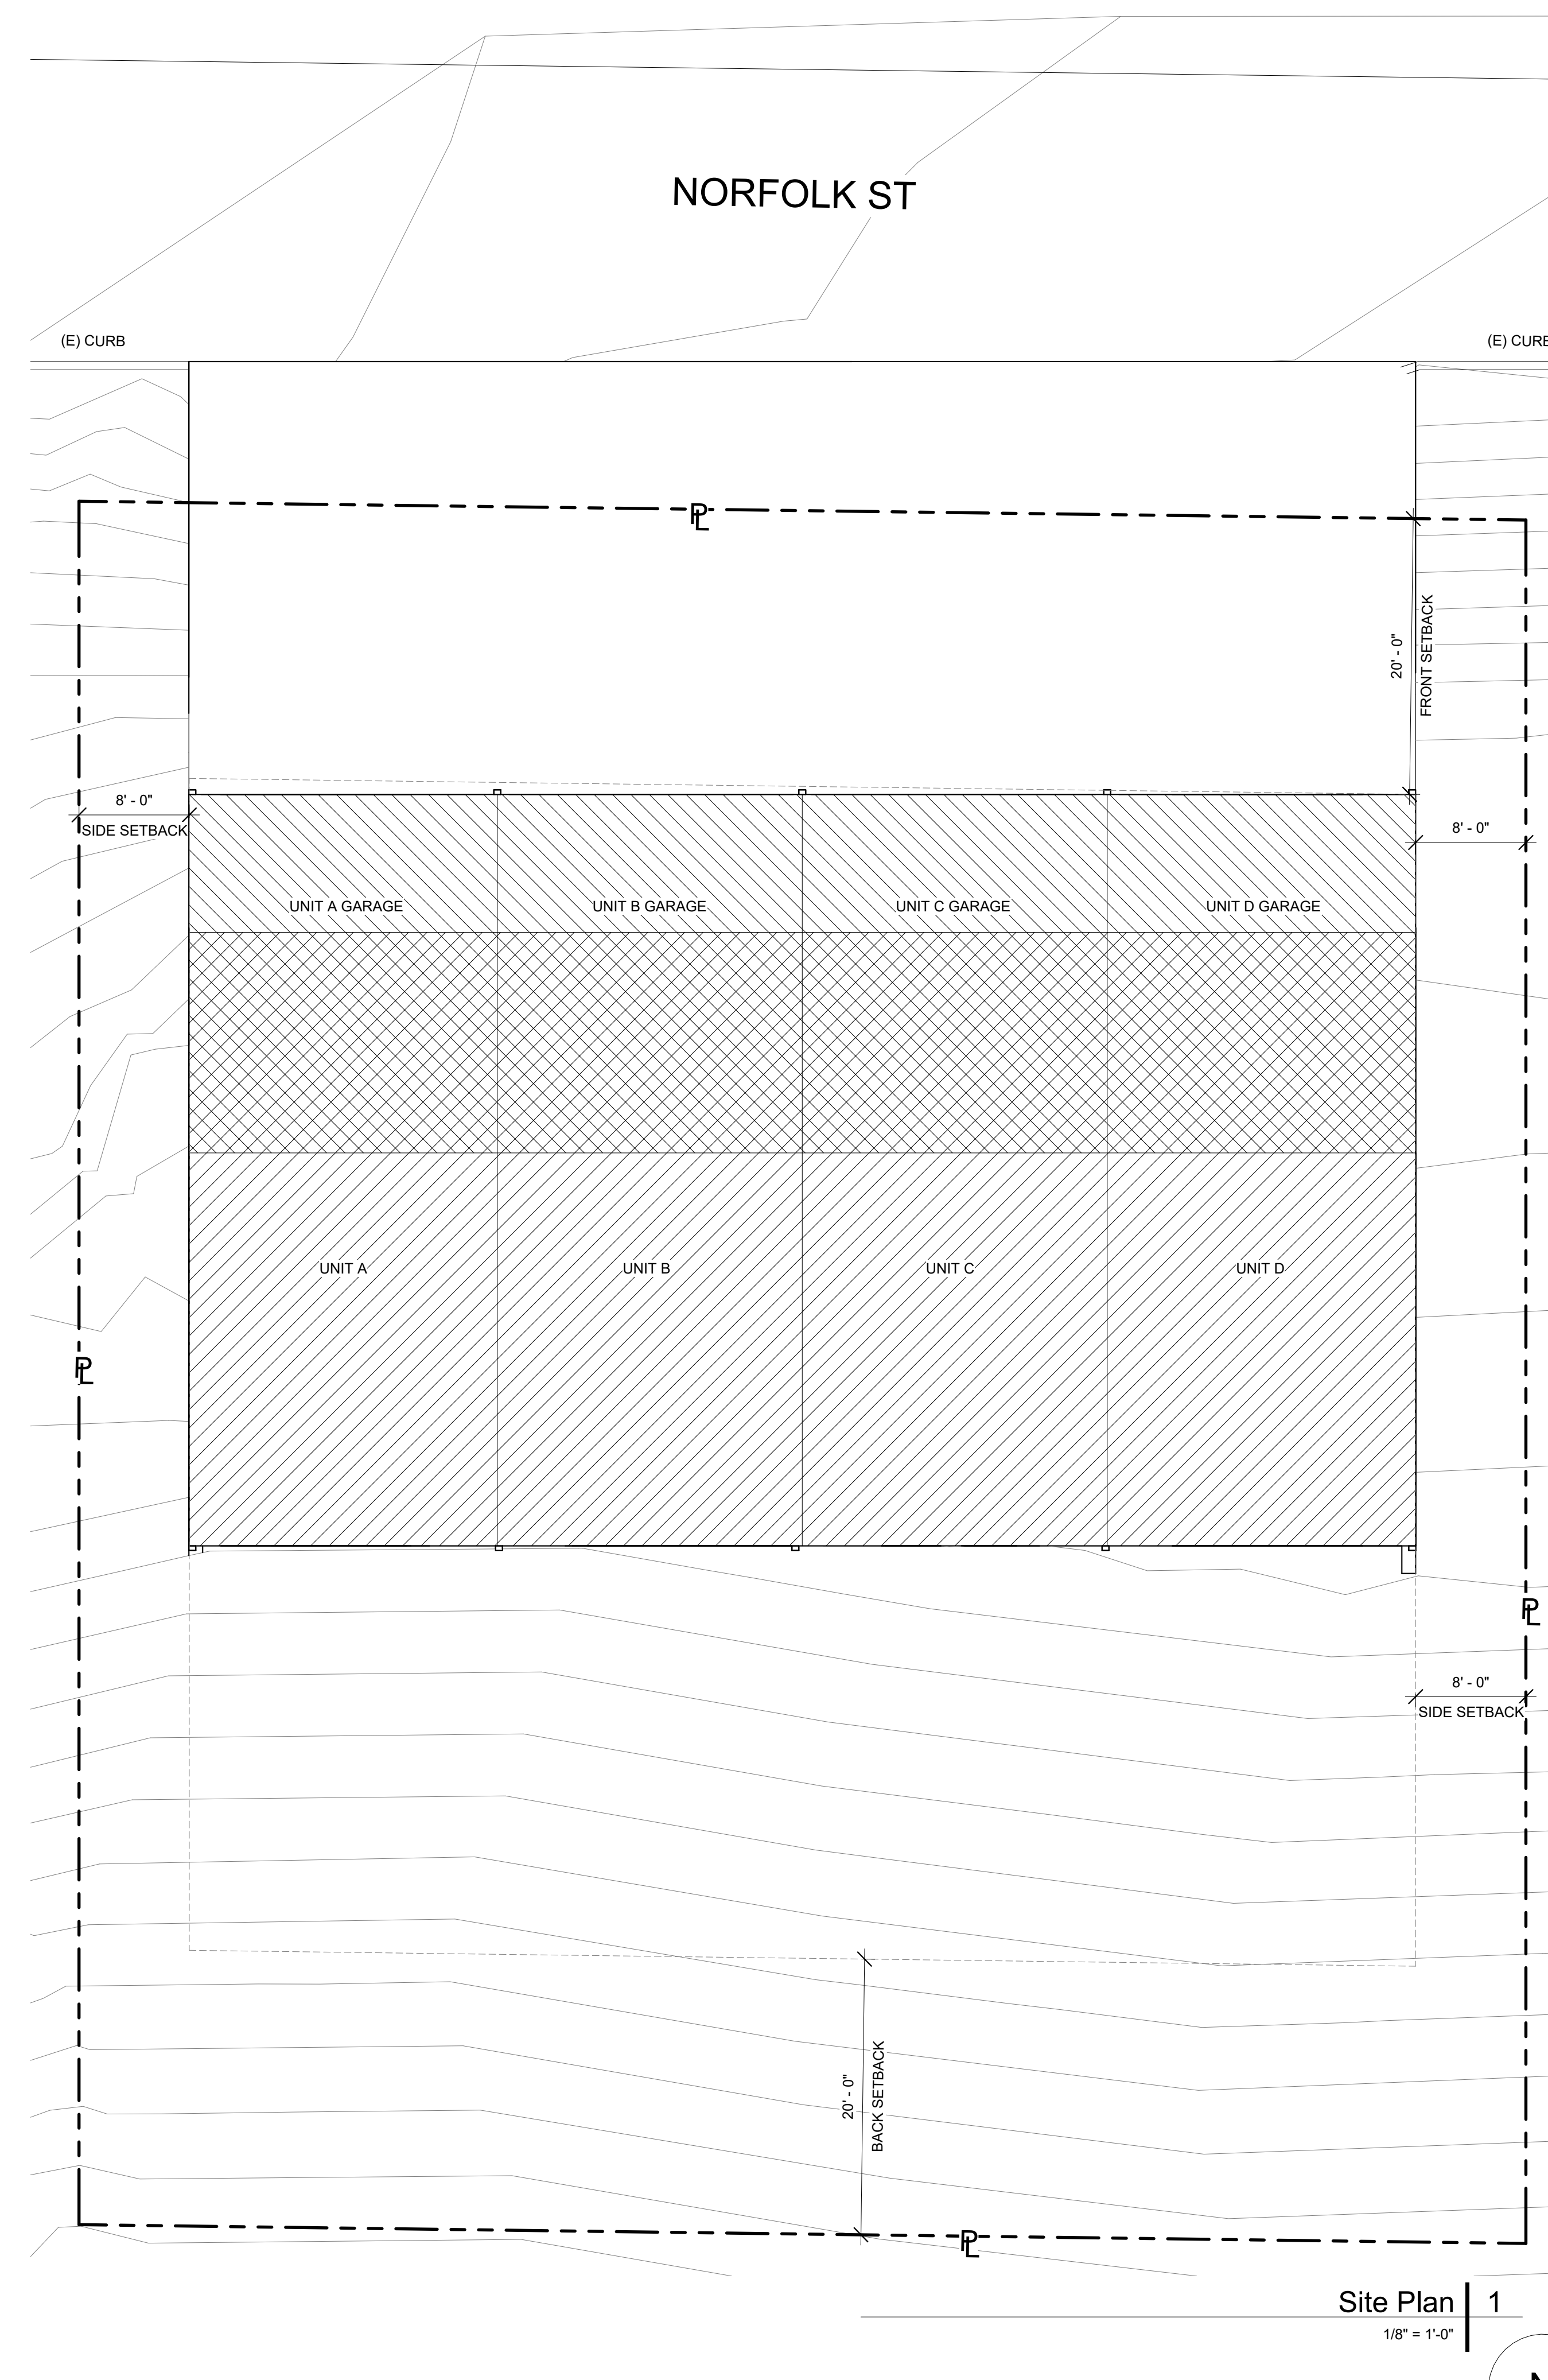 NORFOLK ST
(E) CURB
(E) CURB
PL
20' - 0"
FRONT SETBACK
8' - 0"
SIDE SETBACK
8' - 0"
UNIT A GARAGE
UNIT B GARAGE
UNIT C GARAGE
UNIT D GARAGE
UNIT A
UNIT B
UNIT C
UNIT D
PL
PL
8' - 0"
SIDE SETBACK
20' - 0"
BACK SETBACK
PL
Site Plan
1
1/8" = 1'-0"